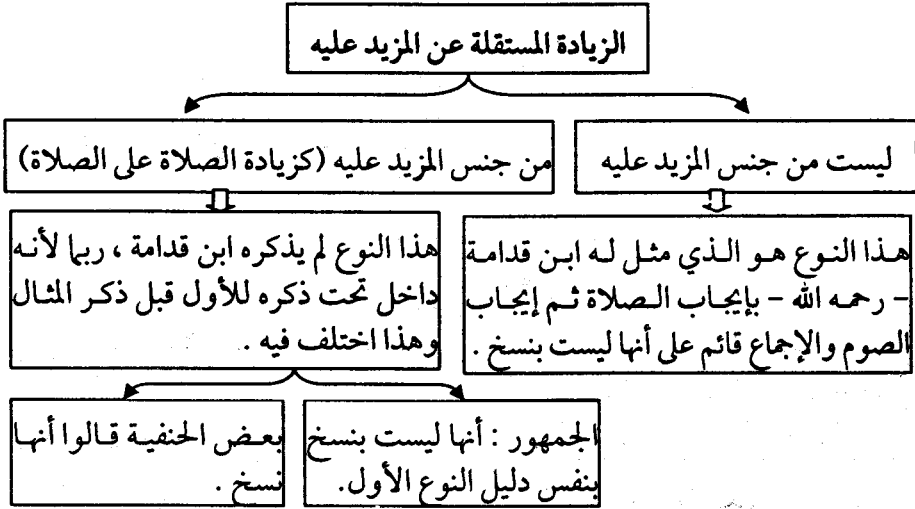 الزيادة المستقلة عن المزيد عليه
ليست من جنس المزيد عليه
من جنس المزيد عليه (كزيادة الصلاة على الصلاة)
هذا النوع هو الذي مثل له ابن قدامة
– رحمه الله – بإيجاب الصلاة ثم إيجاب
الصوم والإجماع قائم على أنها ليست بنسخ .
هذا النوع لم يذكره ابن قدامة ، ربما لأنه
داخل تحت ذكره للأول قبل ذكر المثال
وهذا اختلف فيه .
الجمهور : أنها ليست بنسخ
بنفس دليل النوع الأول.
بعض الحنفية قالوا أنها
نسخ .